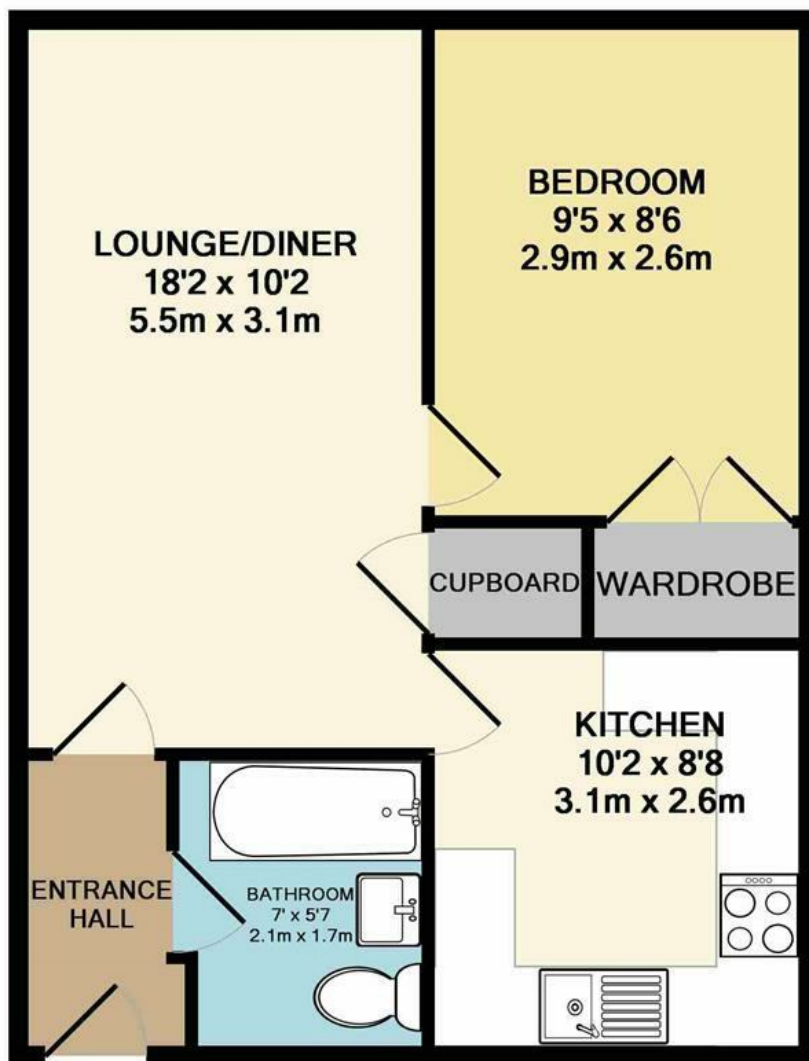 LOUNGE/DINER
18'2 x 10'2
5.5m x 3.1m
BEDROOM
9'5 x 8'6
2.9m x 2.6m
CUPBOARD
WARDROBE
KITCHEN
10'2 x 8'8
3.1m x 2.6m
ENTRANCE
HALL
BATHROOM
7' x 5'7
2.1m x 1.7m